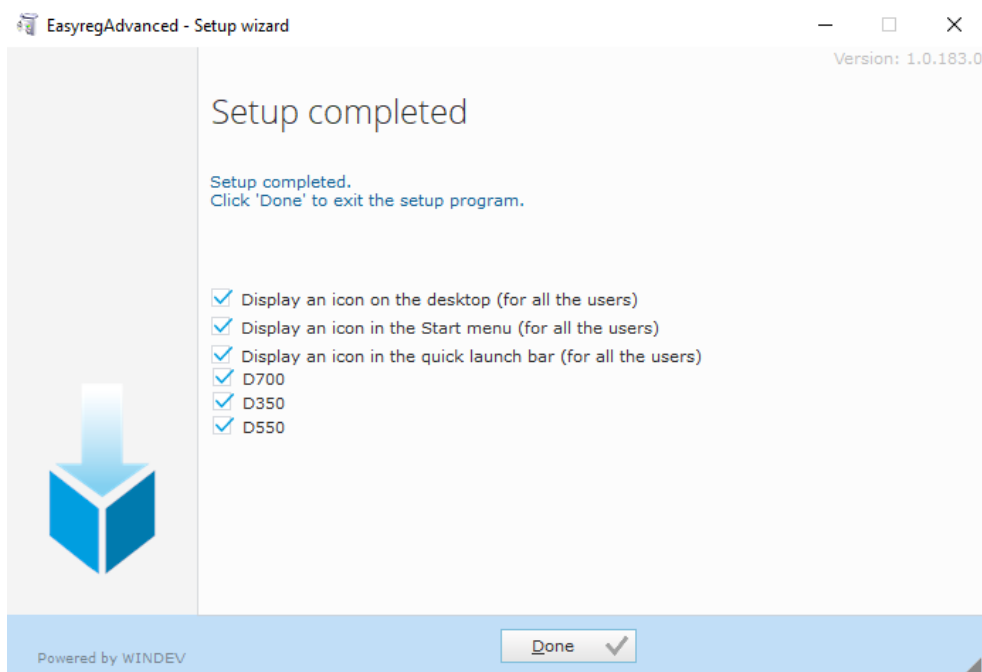 EasyregAdvanced - Setup wizard
Version: 1.0.183.0
Setup completed
Setup completed.
Click 'Done' to exit the setup program.
Display an icon on the desktop (for all the users)
Display an icon in the Start menu (for all the users)
Display an icon in the quick launch bar (for all the users)
D700
D350
D550
Done
Powered by WINDEV